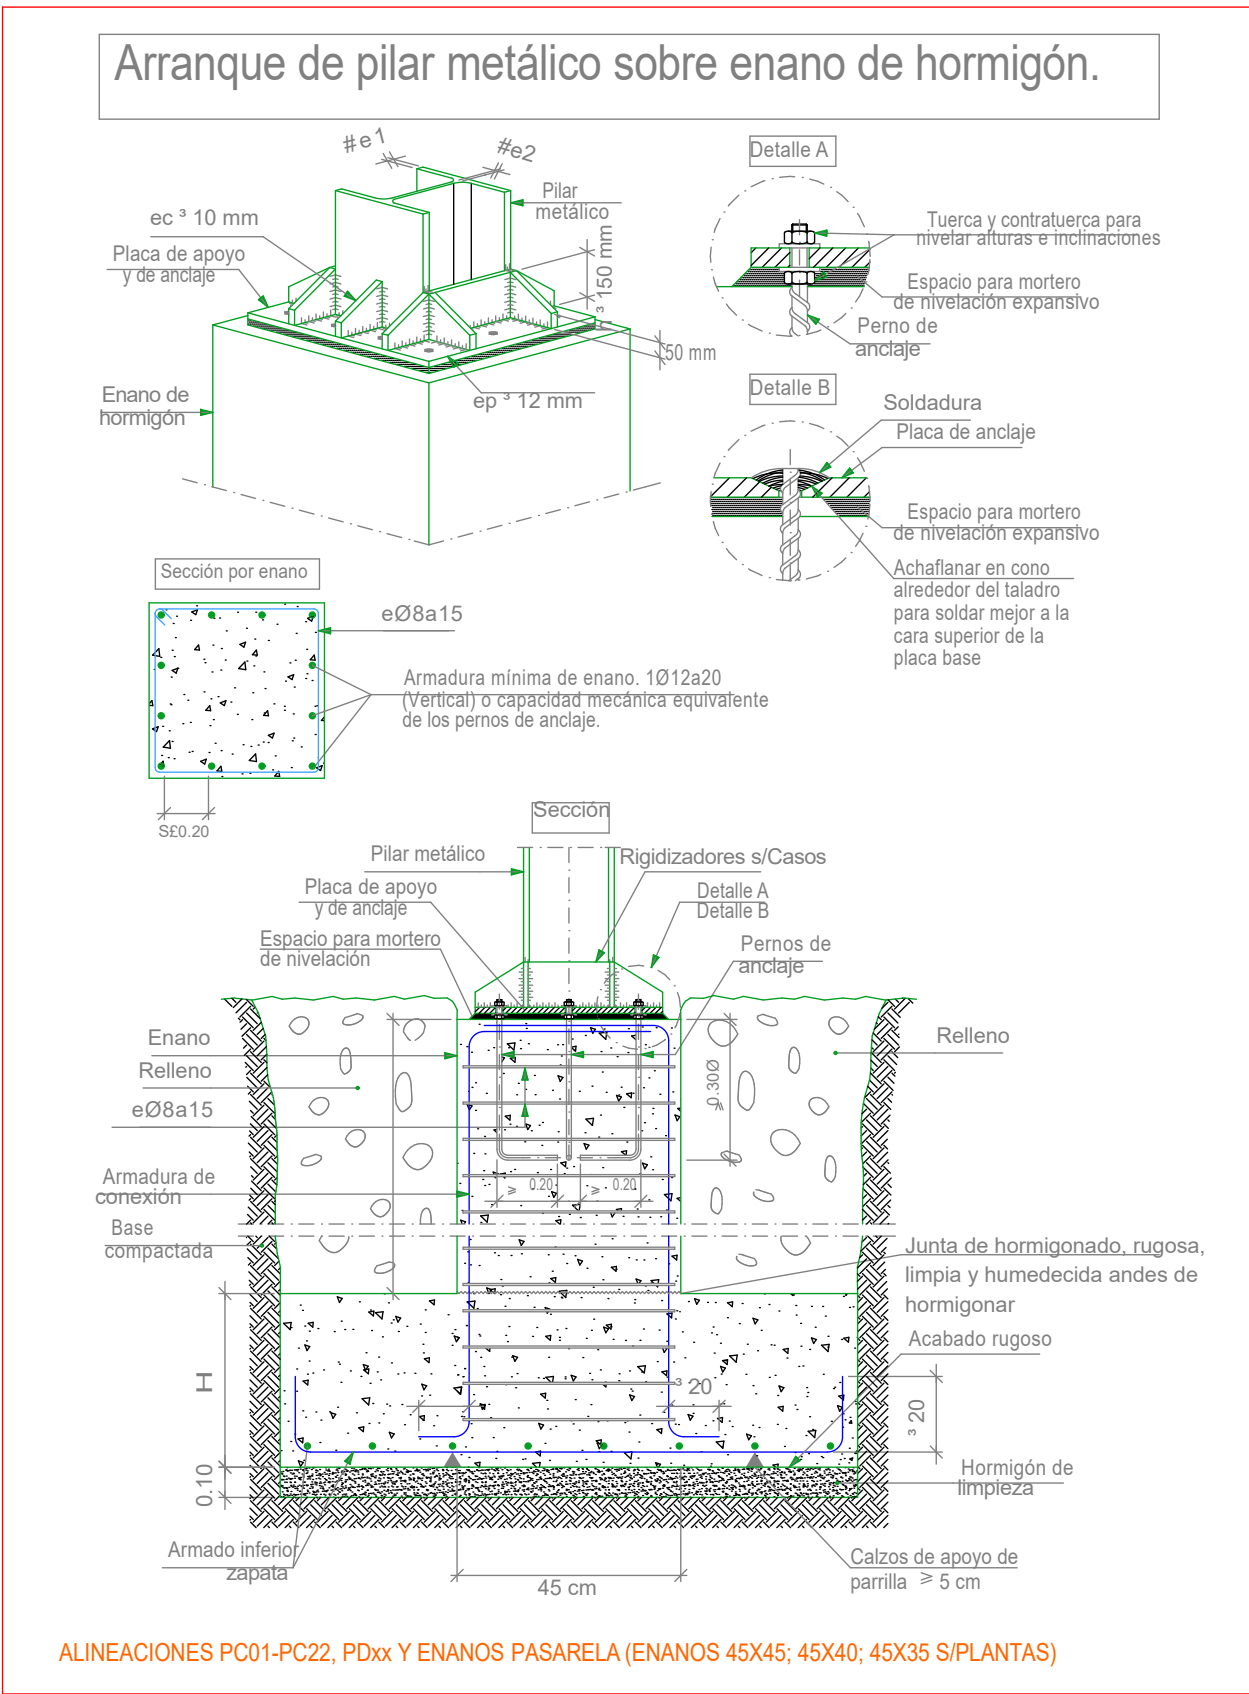 Arranque de pilar metálico sobre enano de hormigón.
#e1
#e2
Pilar
metálico
ec ³ 10 mm
Placa de apoyo
y de anclaje
h ³ 150 mm
50 mm
ep ³ 12 mm
Enano de
hormigón
Detalle A
Tuerca y contratuerca para
nivelar alturas e inclinaciones
Espacio para mortero
de nivelación expansivo
Perno de
anclaje
Detalle B
Soldadura
Placa de anclaje
Espacio para mortero
de nivelación expansivo
Achaflanar en cono
alrededor del taladro
para soldar mejor a la
cara superior de la
placa base
Sección por enano
eØ8a15
Armadura mínima de enano. 1Ø12a20
(Vertical) o capacidad mecánica equivalente
de los pernos de anclaje.
S£0.20
Sección
Pilar metálico
Rigidizadores s/Casos
Placa de apoyo
y de anclaje
Detalle A
Detalle B
Espacio para mortero
de nivelación
Pernos de
anclaje
Enano
Relleno
eØ8a15
Relleno
≥0.30Ø
≥ 0.20
≥ 0.20
Armadura de
conexión
Base
compactada
Junta de hormigonado, rugosa,
limpia y humedecida andes de
hormigonar
Acabado rugoso
H
³ 20
³ 20
0.10
Hormigón de
limpieza
Armado inferior
zapata
45 cm
Calzos de apoyo de
parrilla ≥ 5 cm
ALINEACIONES PC01-PC22, PDxx Y ENANOS PASARELA (ENANOS 45X45; 45X40; 45X35 S/PLANTAS)